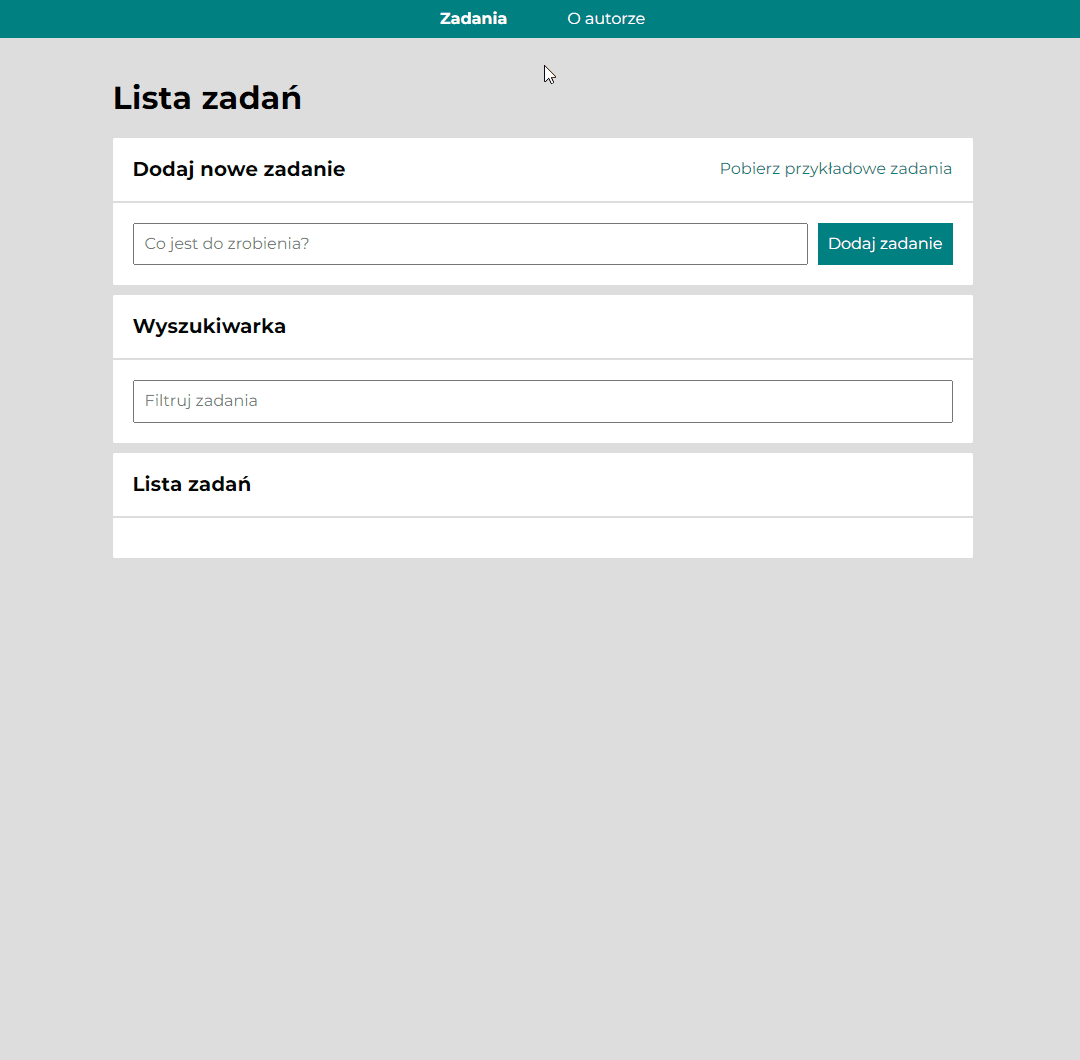 Zadania O autorze
Lista zadań
Dodaj nowe zadanie Pobierz przykładowe zadania
Co jest do zrobienia? Dodaj zadanie
Wyszukiwarka
Filtruj zadania
Lista zadań